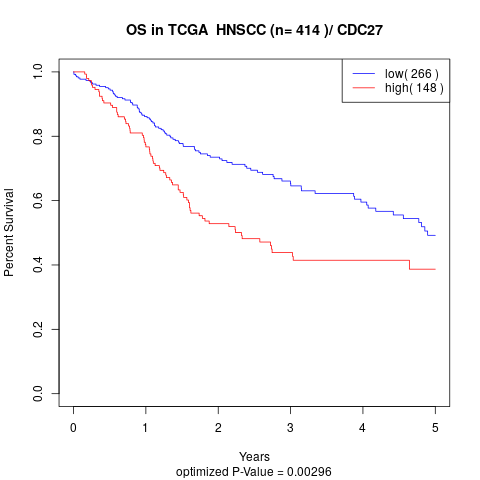 OS in TCGA  HNSCC (n= 414 )/ CDC27
low( 266 )
high( 148 )
Percent Survival
1.0
0.8
0.6
0.4
0.2
0.0
0 1 2 3 4 5
Years
optimized P-Value = 0.00296